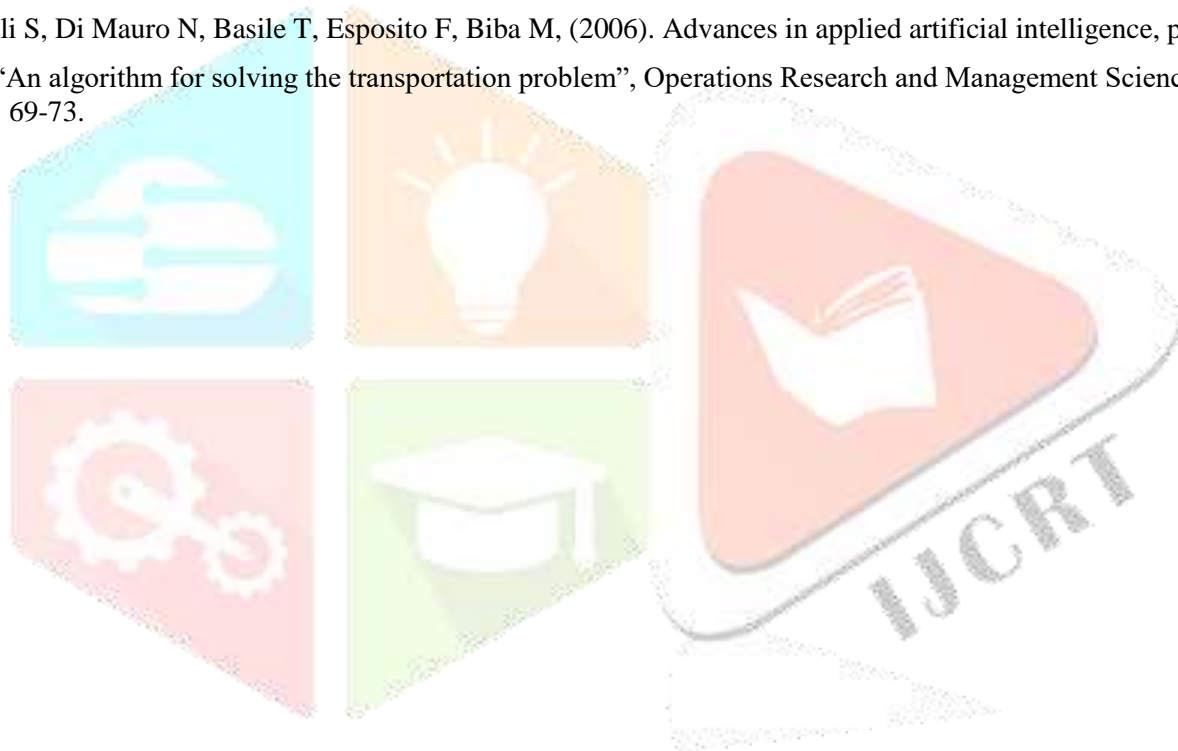 li S, Di Mauro N, Basile T, Esposito F, Biba M, (2006). Advances in applied artificial intelligence, p
“An algorithm for solving the transportation problem”, Operations Research and Management Scienc
69-73.
IJCRT